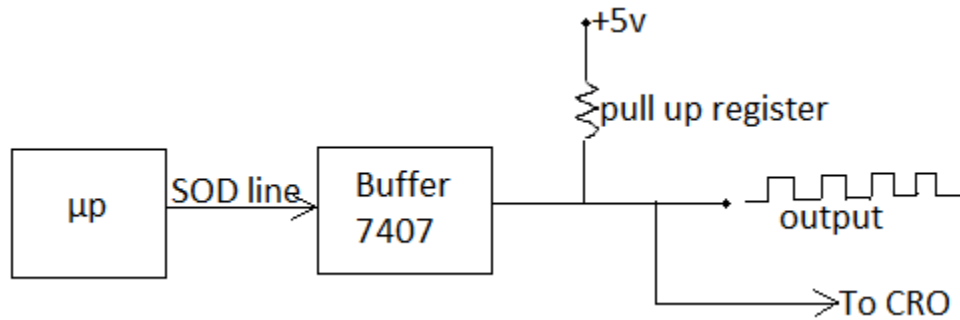 +5v
pull up register
µp
SOD line
Buffer
7407
output
To CRO